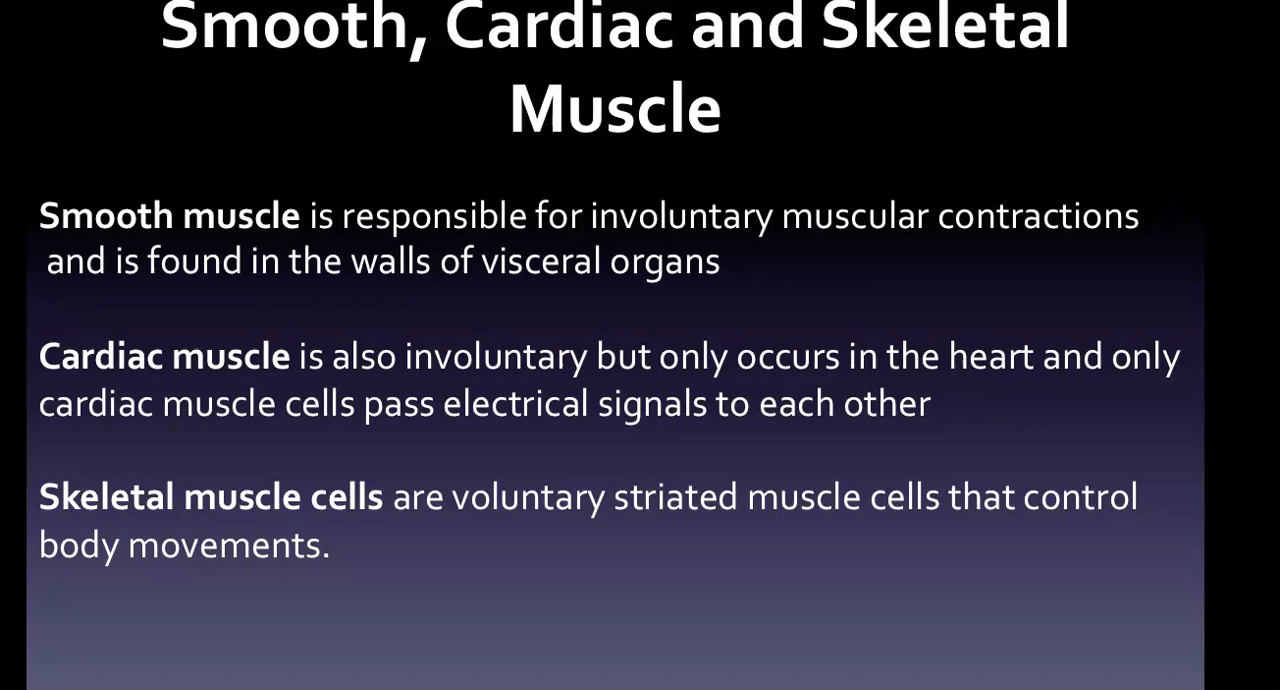 Smooth, Cardiac and Skeletal
Muscle
Smooth muscle is responsible for involuntary muscular contractions
and is found in the walls of visceral organs
Cardiac muscle is also involuntary but only occurs in the heart and only
cardiac muscle cells pass electrical signals to each other
Skeletal muscle cells are voluntary striated muscle cells that control
body movements.